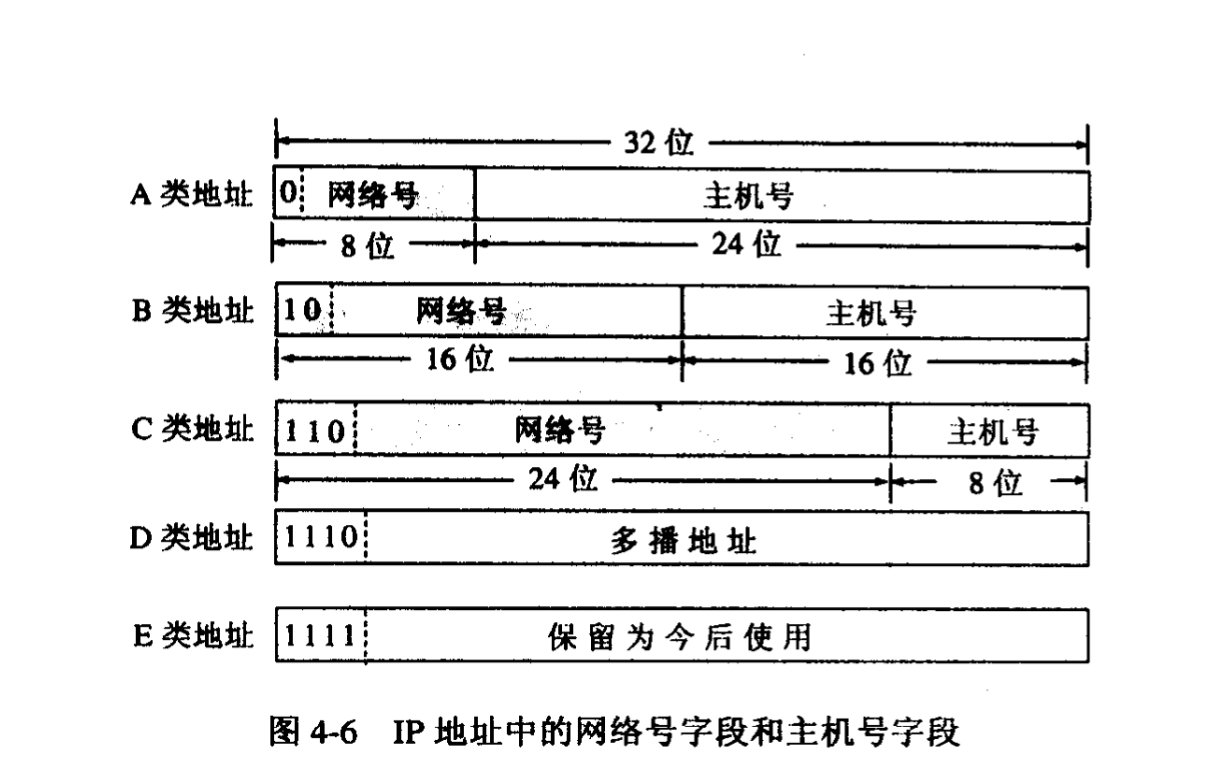 32 位
A 类地址 0 网络号 主机号
8 位 24 位
B 类地址 10 网络号 主机号
16 位 16 位
C 类地址 110 网络号 主机号
24 位 8 位
D 类地址 1110 多播地址
E 类地址 1111 保留为今后使用
图 4-6 IP 地址中的网络号字段和主机号字段